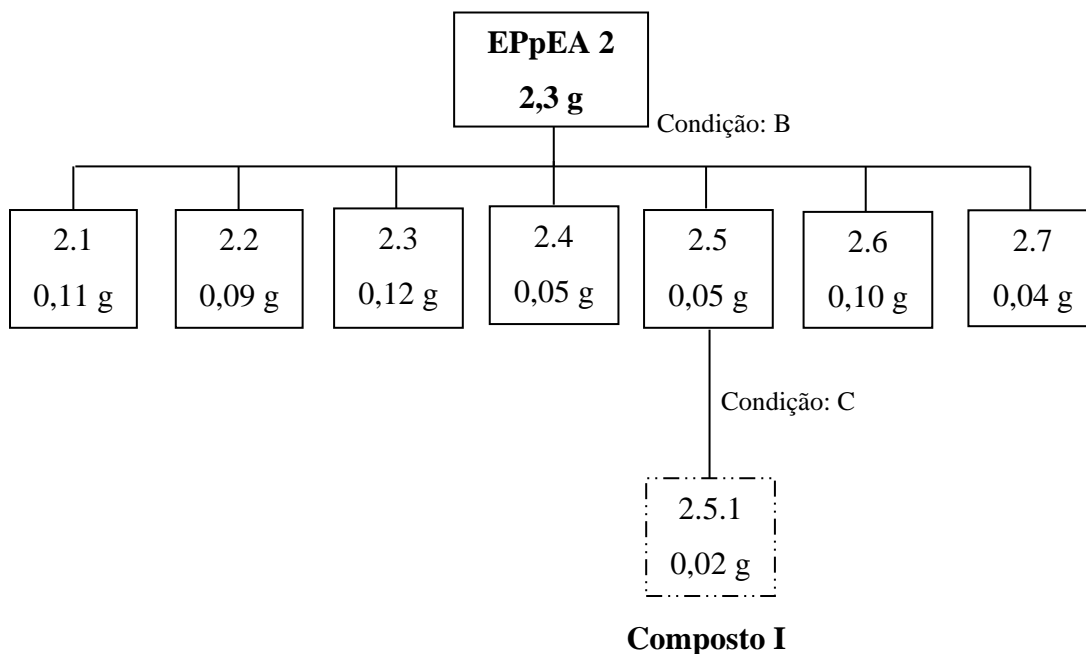 EPpEA 2
2,3 g
Condição: B
2.1
0,11 g
2.2
0,09 g
2.3
0,12 g
2.4
0,05 g
2.5
0,05 g
2.6
0,10 g
2.7
0,04 g
Condição: C
2.5.1
0,02 g
Composto I